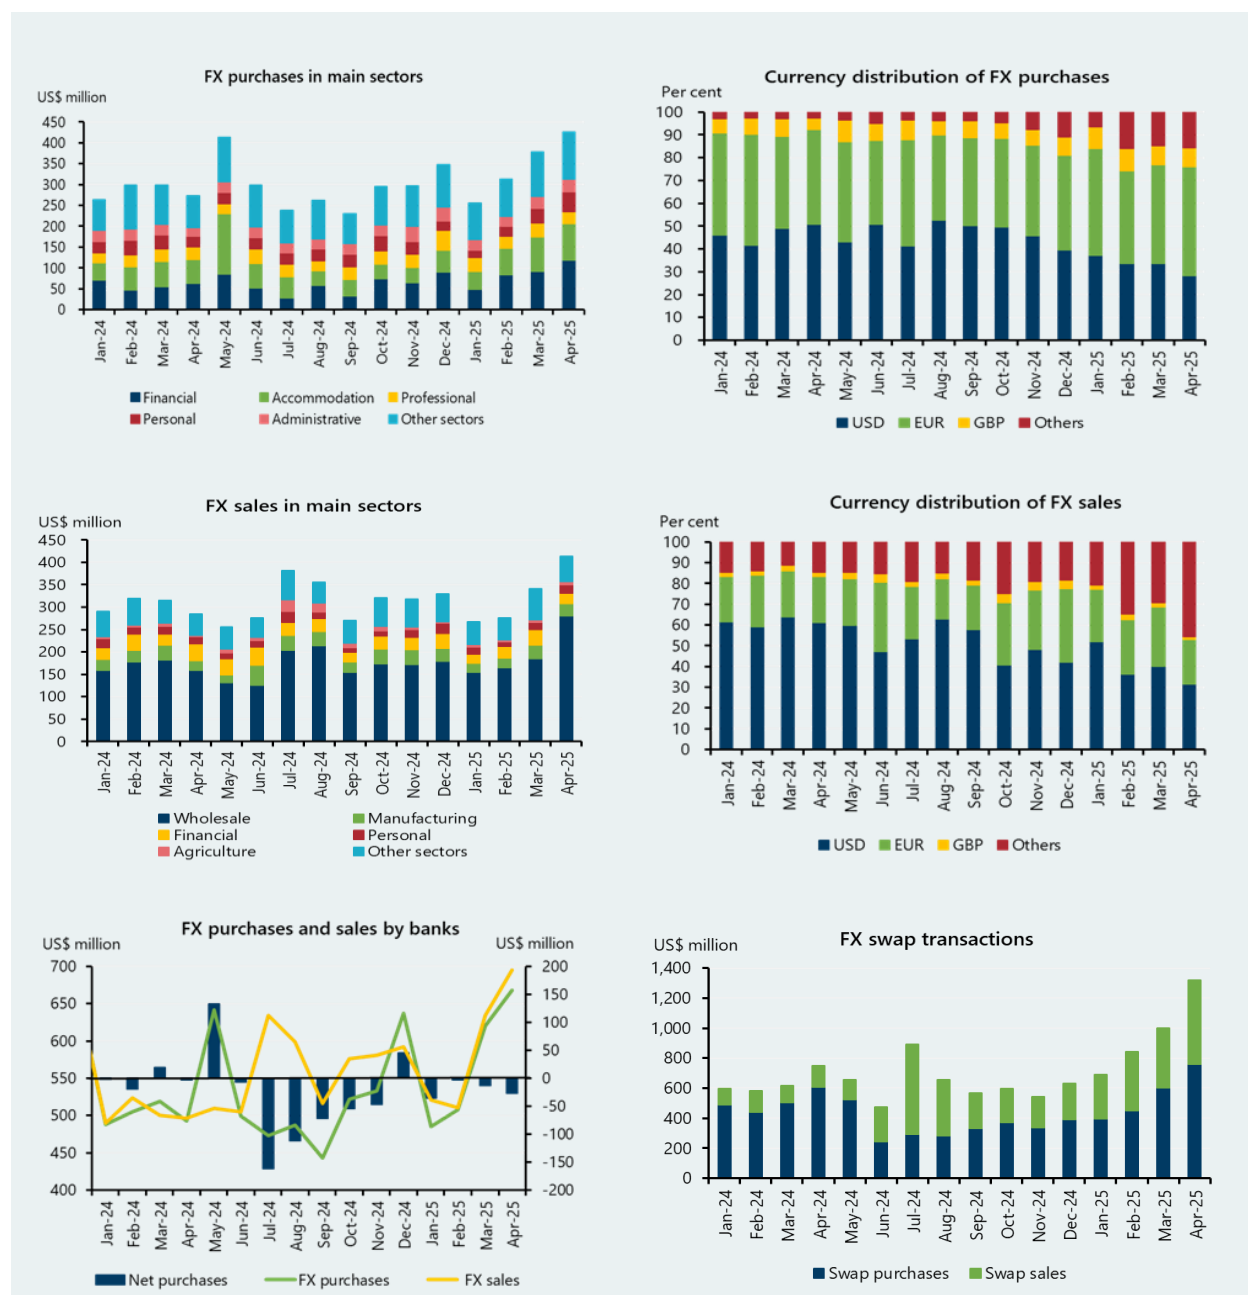 FX purchases in main sectors
US$ million
450
400
350
300
250
200
150
100
50
0
Jan-24
Feb-24
Mar-24
Apr-24
May-24
Jun-24
Jul-24
Aug-24
Sep-24
Oct-24
Nov-24
Dec-24
Jan-25
Feb-25
Mar-25
Apr-25
Financial
Accommodation
Professional
Personal
Administrative
Other sectors
Currency distribution of FX purchases
Per cent
100
90
80
70
60
50
40
30
20
10
0
Jan-24
Feb-24
Mar-24
Apr-24
May-24
Jun-24
Jul-24
Aug-24
Sep-24
Oct-24
Nov-24
Dec-24
Jan-25
Feb-25
Mar-25
Apr-25
USD
EUR
GBP
Others
FX sales in main sectors
US$ million
450
400
350
300
250
200
150
100
50
0
Jan-24
Feb-24
Mar-24
Apr-24
May-24
Jun-24
Jul-24
Aug-24
Sep-24
Oct-24
Nov-24
Dec-24
Jan-25
Feb-25
Mar-25
Apr-25
Wholesale
Manufacturing
Financial
Personal
Agriculture
Other sectors
Currency distribution of FX sales
Per cent
100
90
80
70
60
50
40
30
20
10
0
Jan-24
Feb-24
Mar-24
Apr-24
May-24
Jun-24
Jul-24
Aug-24
Sep-24
Oct-24
Nov-24
Dec-24
Jan-25
Feb-25
Mar-25
Apr-25
USD
EUR
GBP
Others
FX purchases and sales by banks
US$ million
US$ million
700
650
600
550
500
450
400
200
150
100
50
0
-50
-100
-150
-200
Jan-24
Feb-24
Mar-24
Apr-24
May-24
Jun-24
Jul-24
Aug-24
Sep-24
Oct-24
Nov-24
Dec-24
Jan-25
Feb-25
Mar-25
Apr-25
Net purchases
FX purchases
FX sales
FX swap transactions
US$ million
1,400
1,200
1,000
800
600
400
200
0
Jan-24
Feb-24
Mar-24
Apr-24
May-24
Jun-24
Jul-24
Aug-24
Sep-24
Oct-24
Nov-24
Dec-24
Jan-25
Feb-25
Mar-25
Apr-25
Swap purchases
Swap sales